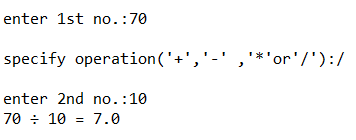 enter 1st no.:70
specify operation('+','-' ,'*'or'/'):/
enter 2nd no.:10
70 ÷ 10 = 7.0